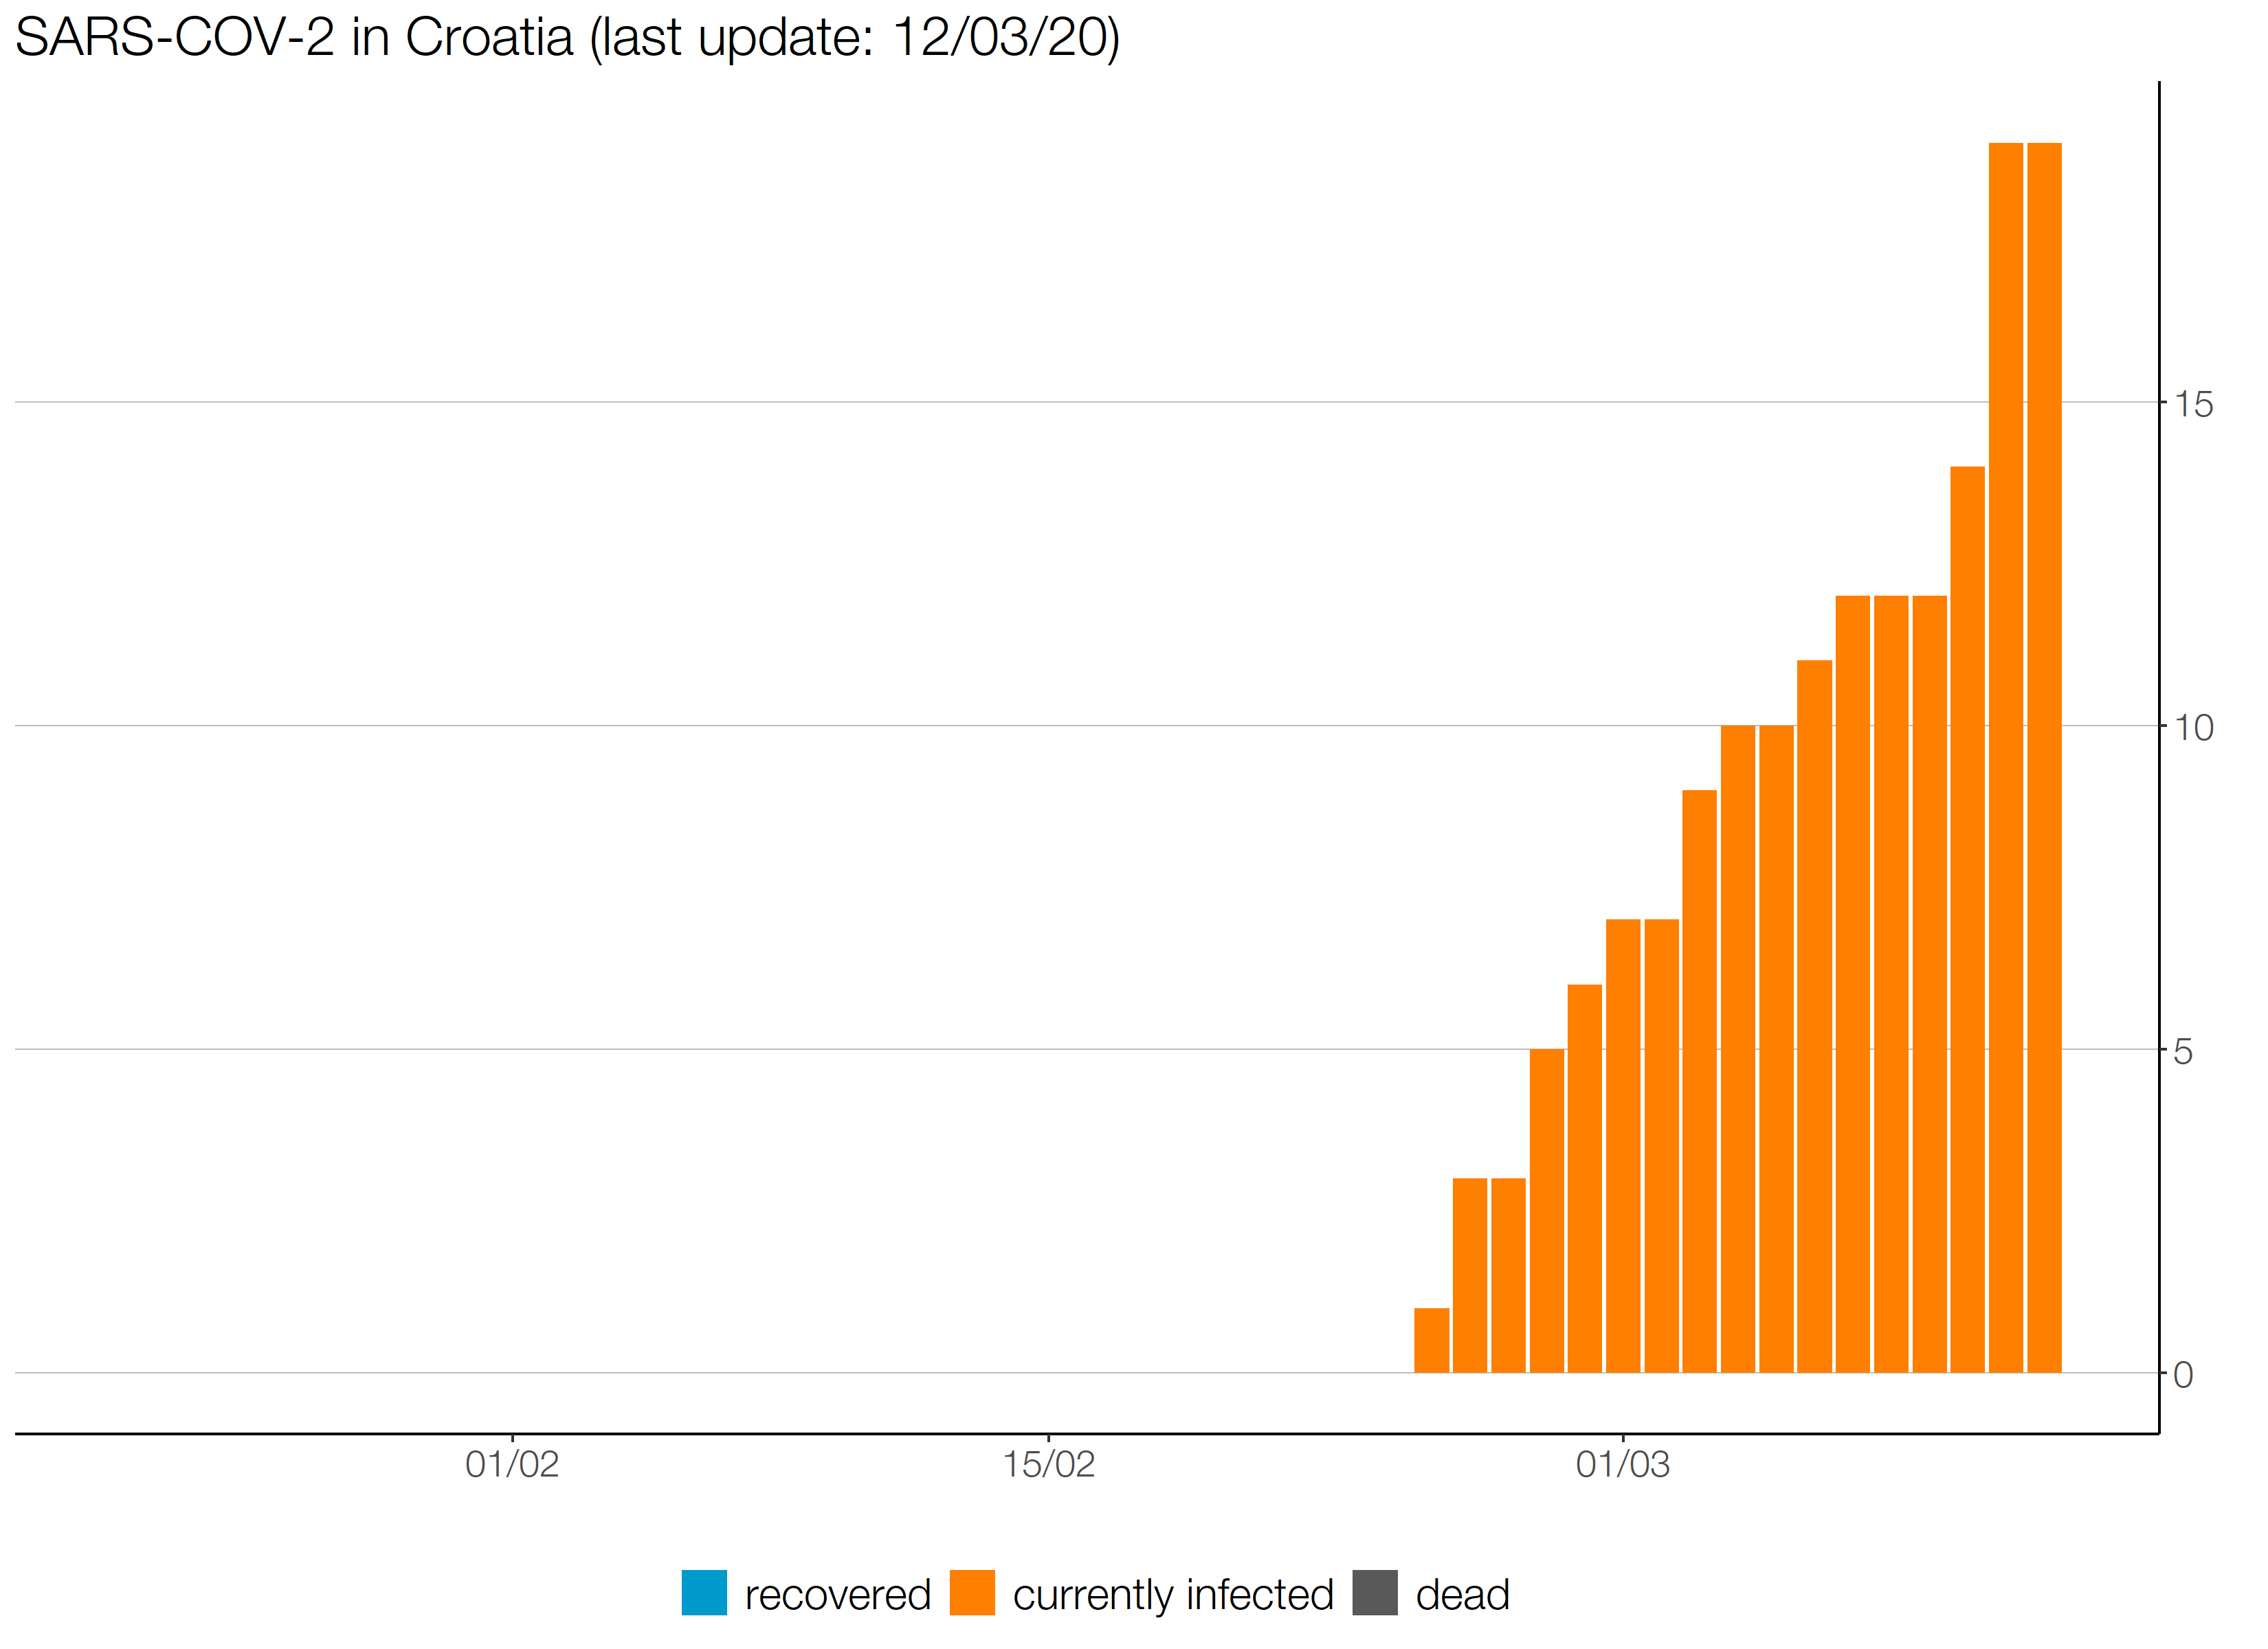 SARS-COV-2 in Croatia (last update: 12/03/20)
15
10
5
0
01/02 15/02 01/03
recovered currently infected dead